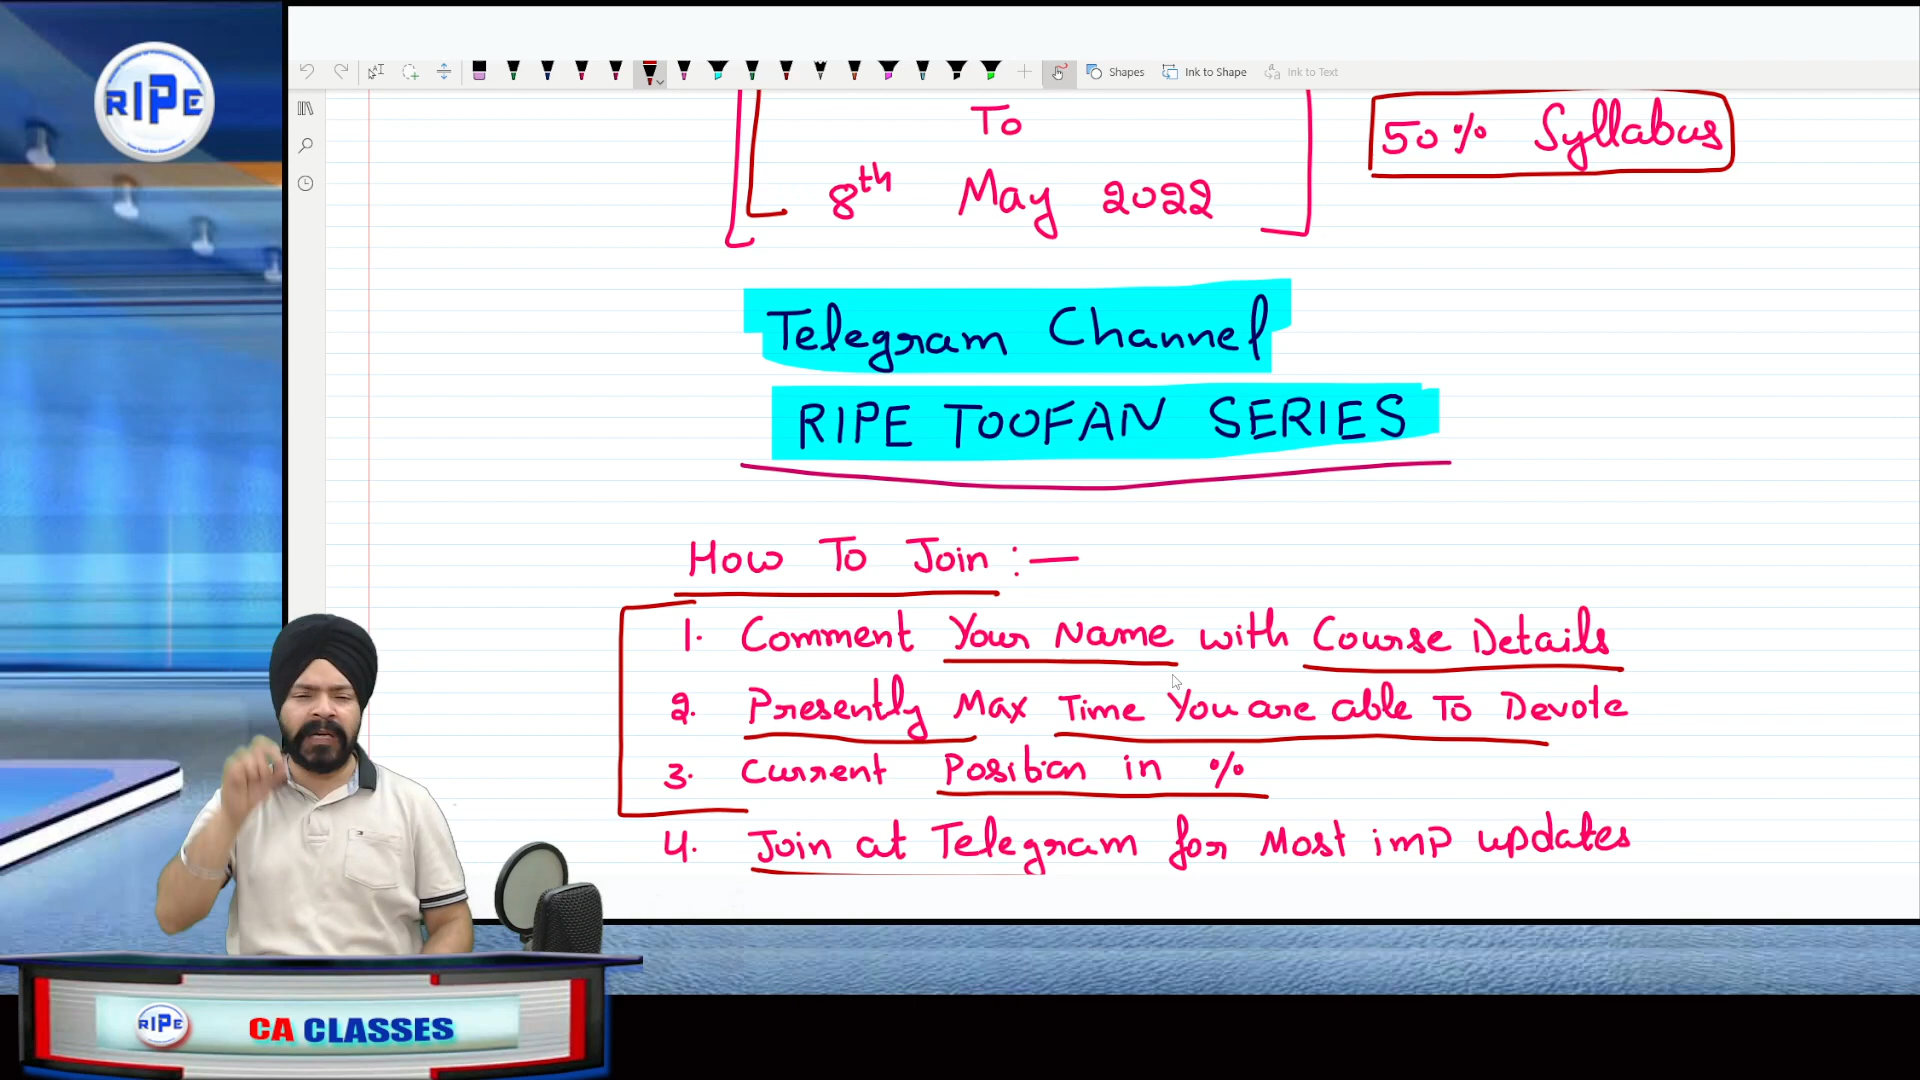 RIPE
Shapes
Ink to Shape
Ink to Text
To
8th May 2022
50% Syllabus
Telegram Channel
RIPE TOOFAN SERIES
How To Join :—
1. Comment Your Name with Course Details
2. Presently Max Time You are able To Devote
3. Current Position in %
4. Join at Telegram for Most imp updates
RIPE CA CLASSES